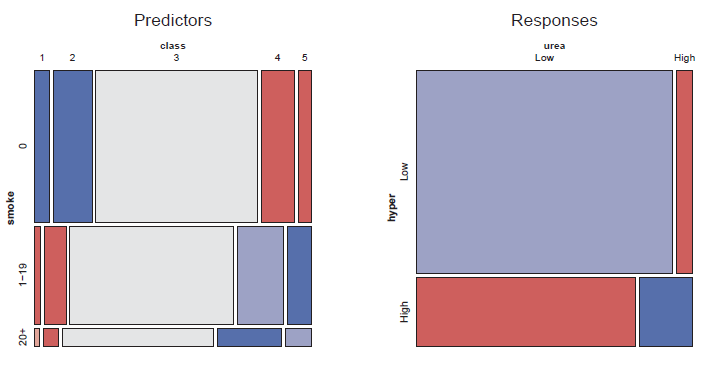 Predictors
class
1 2 3 4 5
smoke
0
1−19
20+
Responses
urea
Low High
hyper
Low
High